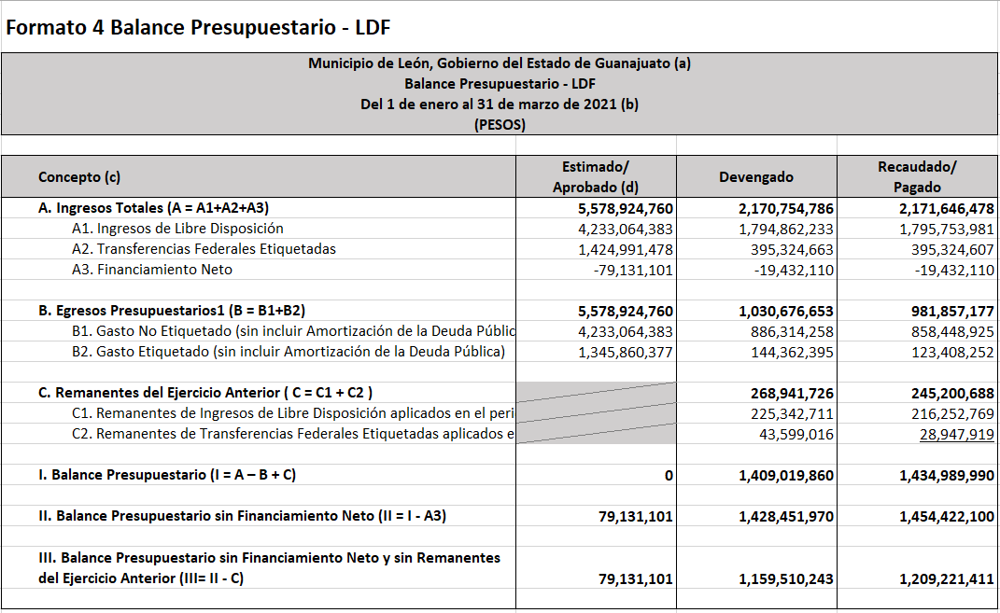 Formato 4 Balance Presupuestario - LDF
Municipio de León, Gobierno del Estado de Guanajuato (a)
Balance Presupuestario - LDF
Del 1 de enero al 31 de marzo de 2021 (b)
(PESOS)
Concepto (c) Estimado/ Aprobado (d) Devengado Recaudado/ Pagado
A. Ingresos Totales (A = A1+A2+A3) 5,578,924,760 2,170,754,786 2,171,646,478
A1. Ingresos de Libre Disposición 4,233,064,383 1,794,862,233 1,795,753,981
A2. Transferencias Federales Etiquetadas 1,424,991,478 395,324,663 395,324,607
A3. Financiamiento Neto -79,131,101 -19,432,110 -19,432,110
B. Egresos Presupuestarios1 (B = B1+B2) 5,578,924,760 1,030,676,653 981,857,177
B1. Gasto No Etiquetado (sin incluir Amortización de la Deuda Públic 4,233,064,383 886,314,258 858,448,925
B2. Gasto Etiquetado (sin incluir Amortización de la Deuda Pública) 1,345,860,377 144,362,395 123,408,252
C. Remanentes del Ejercicio Anterior ( C = C1 + C2 ) 268,941,726 245,200,688
C1. Remanentes de Ingresos de Libre Disposición aplicados en el peri 225,342,711 216,252,769
C2. Remanentes de Transferencias Federales Etiquetadas aplicados e 43,599,016 28,947,919
I. Balance Presupuestario (I = A – B + C) 0 1,409,019,860 1,434,989,990
II. Balance Presupuestario sin Financiamiento Neto (II = I - A3) 79,131,101 1,428,451,970 1,454,422,100
III. Balance Presupuestario sin Financiamiento Neto y sin Remanentes
del Ejercicio Anterior (III= II - C) 79,131,101 1,159,510,243 1,209,221,411